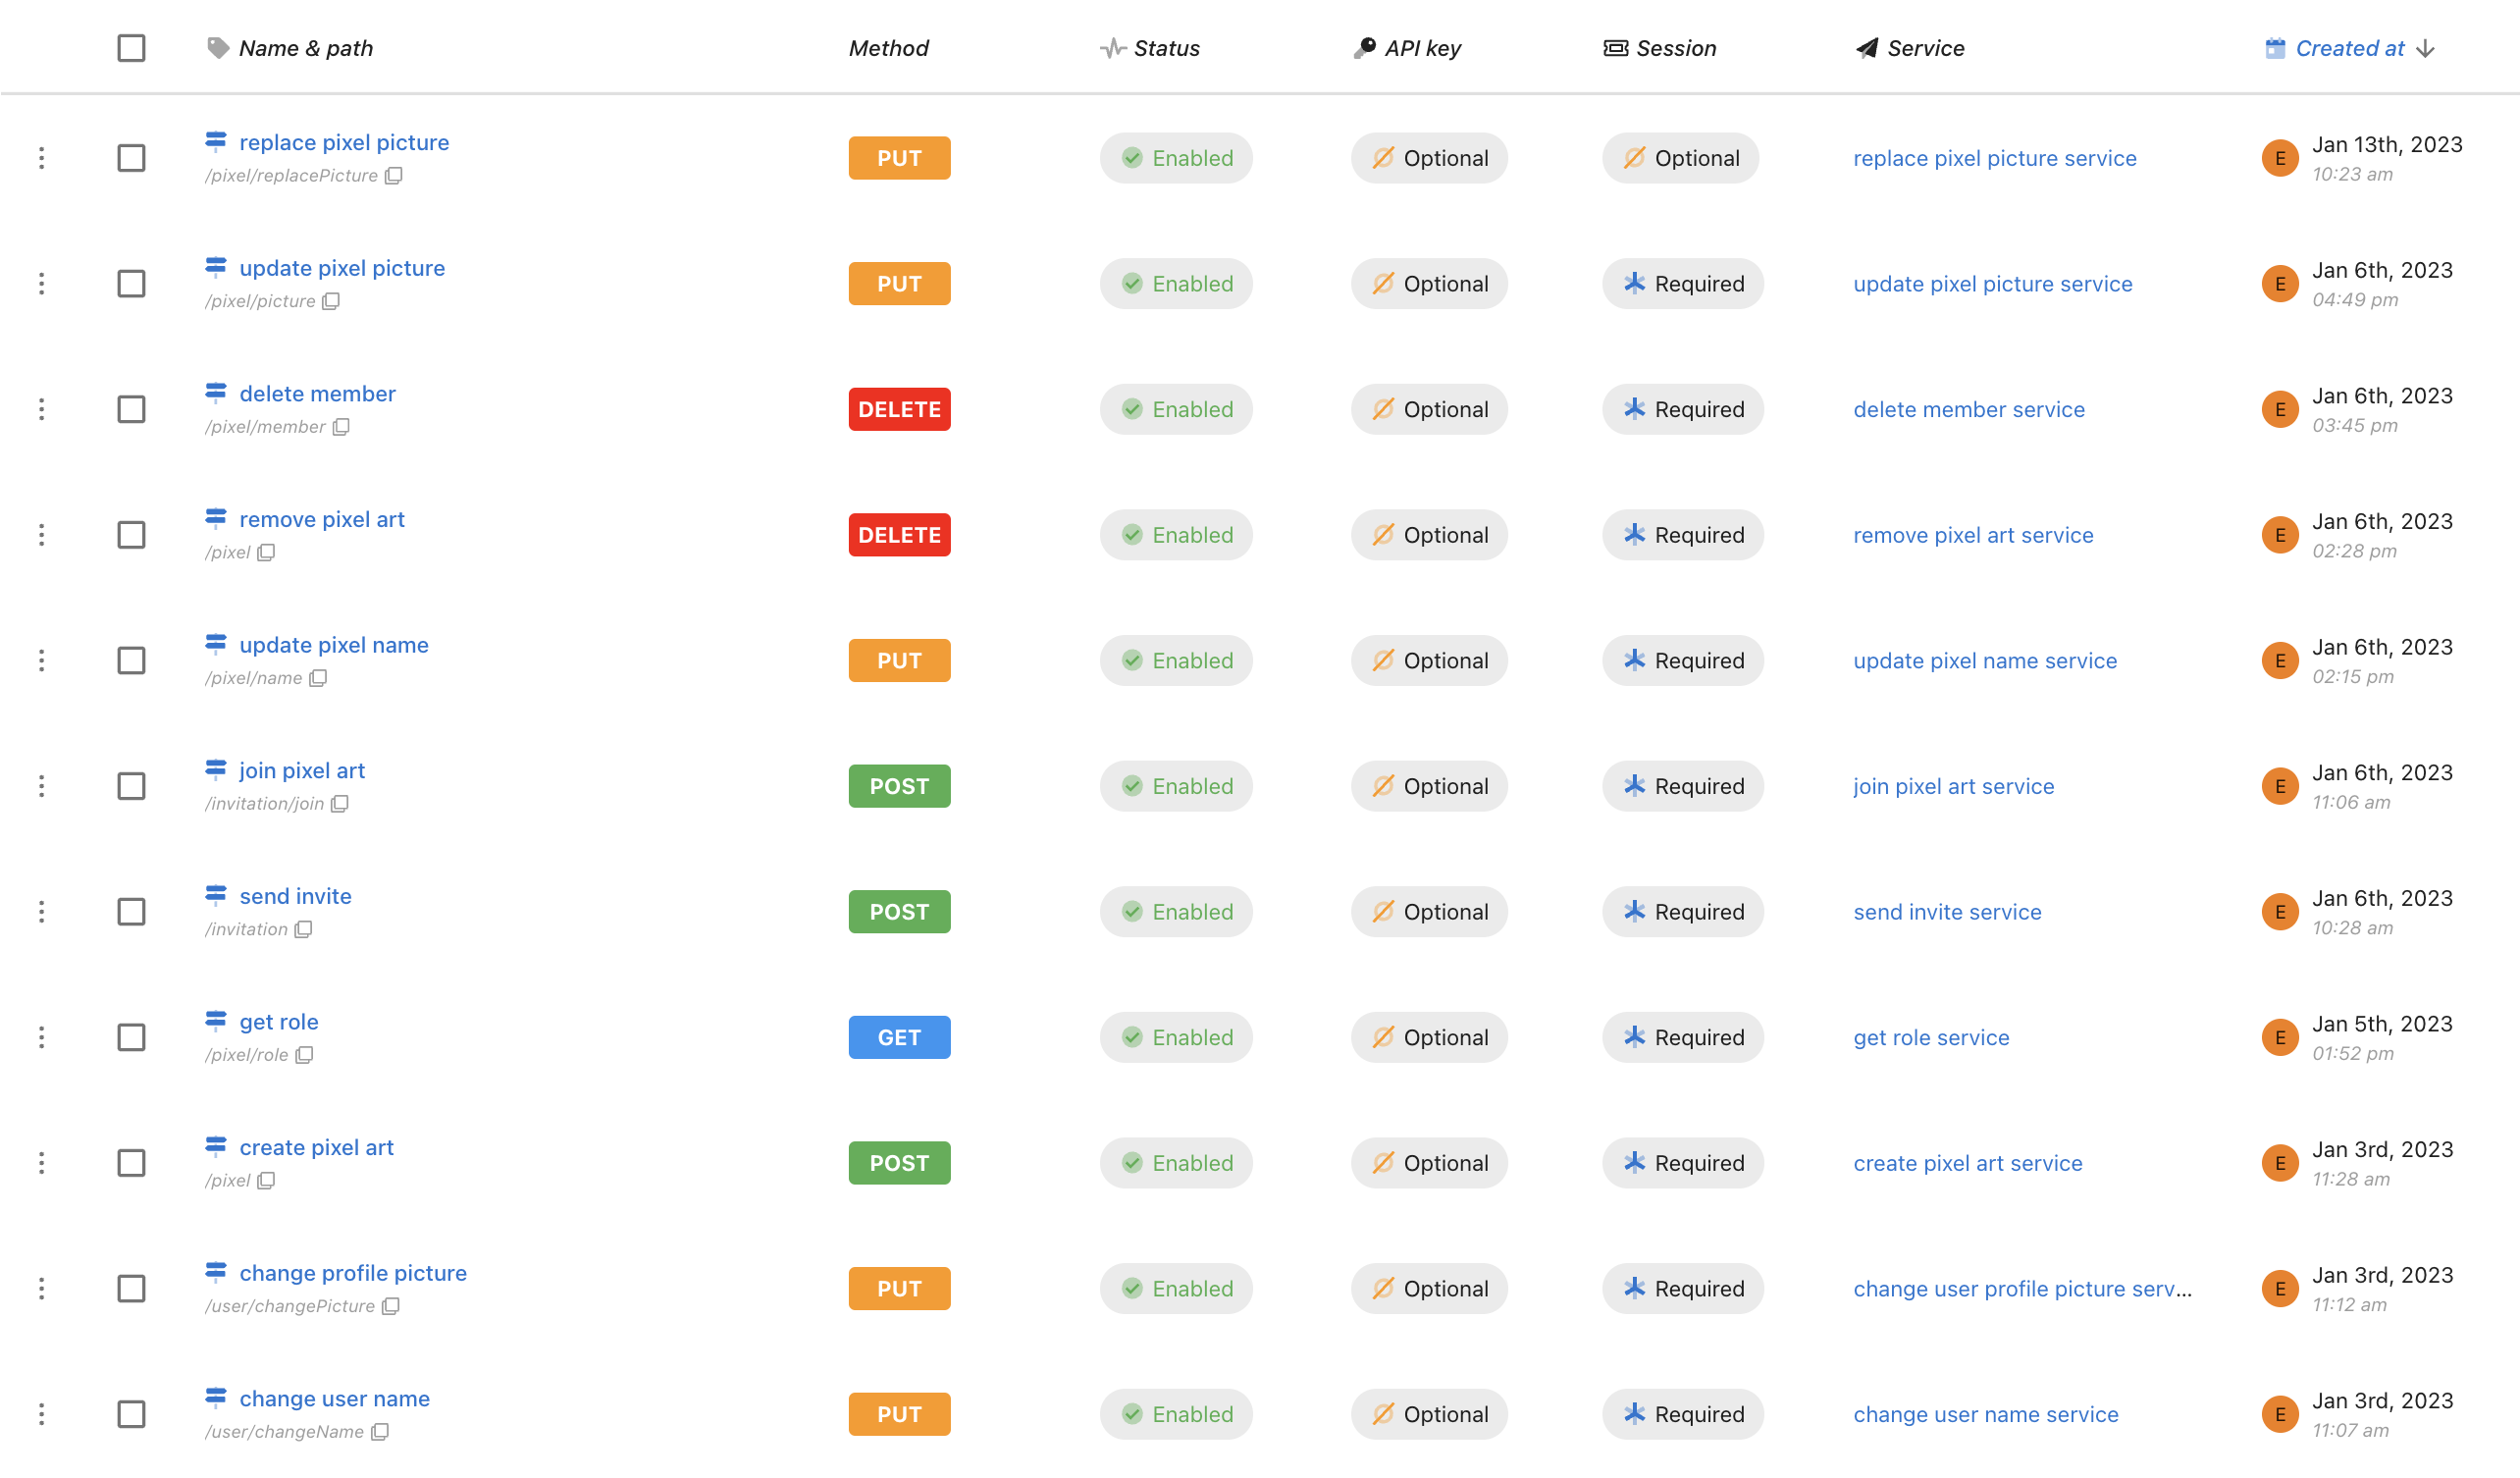 Name & path Method Status API key Session Service Created at
replace pixel picture
/pixel/replacePicture
PUT Enabled Optional Optional replace pixel picture service E Jan 13th, 2023
10:23 am
update pixel picture
/pixel/picture
PUT Enabled Optional Required update pixel picture service E Jan 6th, 2023
04:49 pm
delete member
/pixel/member
DELETE Enabled Optional Required delete member service E Jan 6th, 2023
03:45 pm
remove pixel art
/pixel
DELETE Enabled Optional Required remove pixel art service E Jan 6th, 2023
02:28 pm
update pixel name
/pixel/name
PUT Enabled Optional Required update pixel name service E Jan 6th, 2023
02:15 pm
join pixel art
/invitation/join
POST Enabled Optional Required join pixel art service E Jan 6th, 2023
11:06 am
send invite
/invitation
POST Enabled Optional Required send invite service E Jan 6th, 2023
10:28 am
get role
/pixel/role
GET Enabled Optional Required get role service E Jan 5th, 2023
01:52 pm
create pixel art
/pixel
POST Enabled Optional Required create pixel art service E Jan 3rd, 2023
11:28 am
change profile picture
/user/changePicture
PUT Enabled Optional Required change user profile picture serv... E Jan 3rd, 2023
11:12 am
change user name
/user/changeName
PUT Enabled Optional Required change user name service E Jan 3rd, 2023
11:07 am